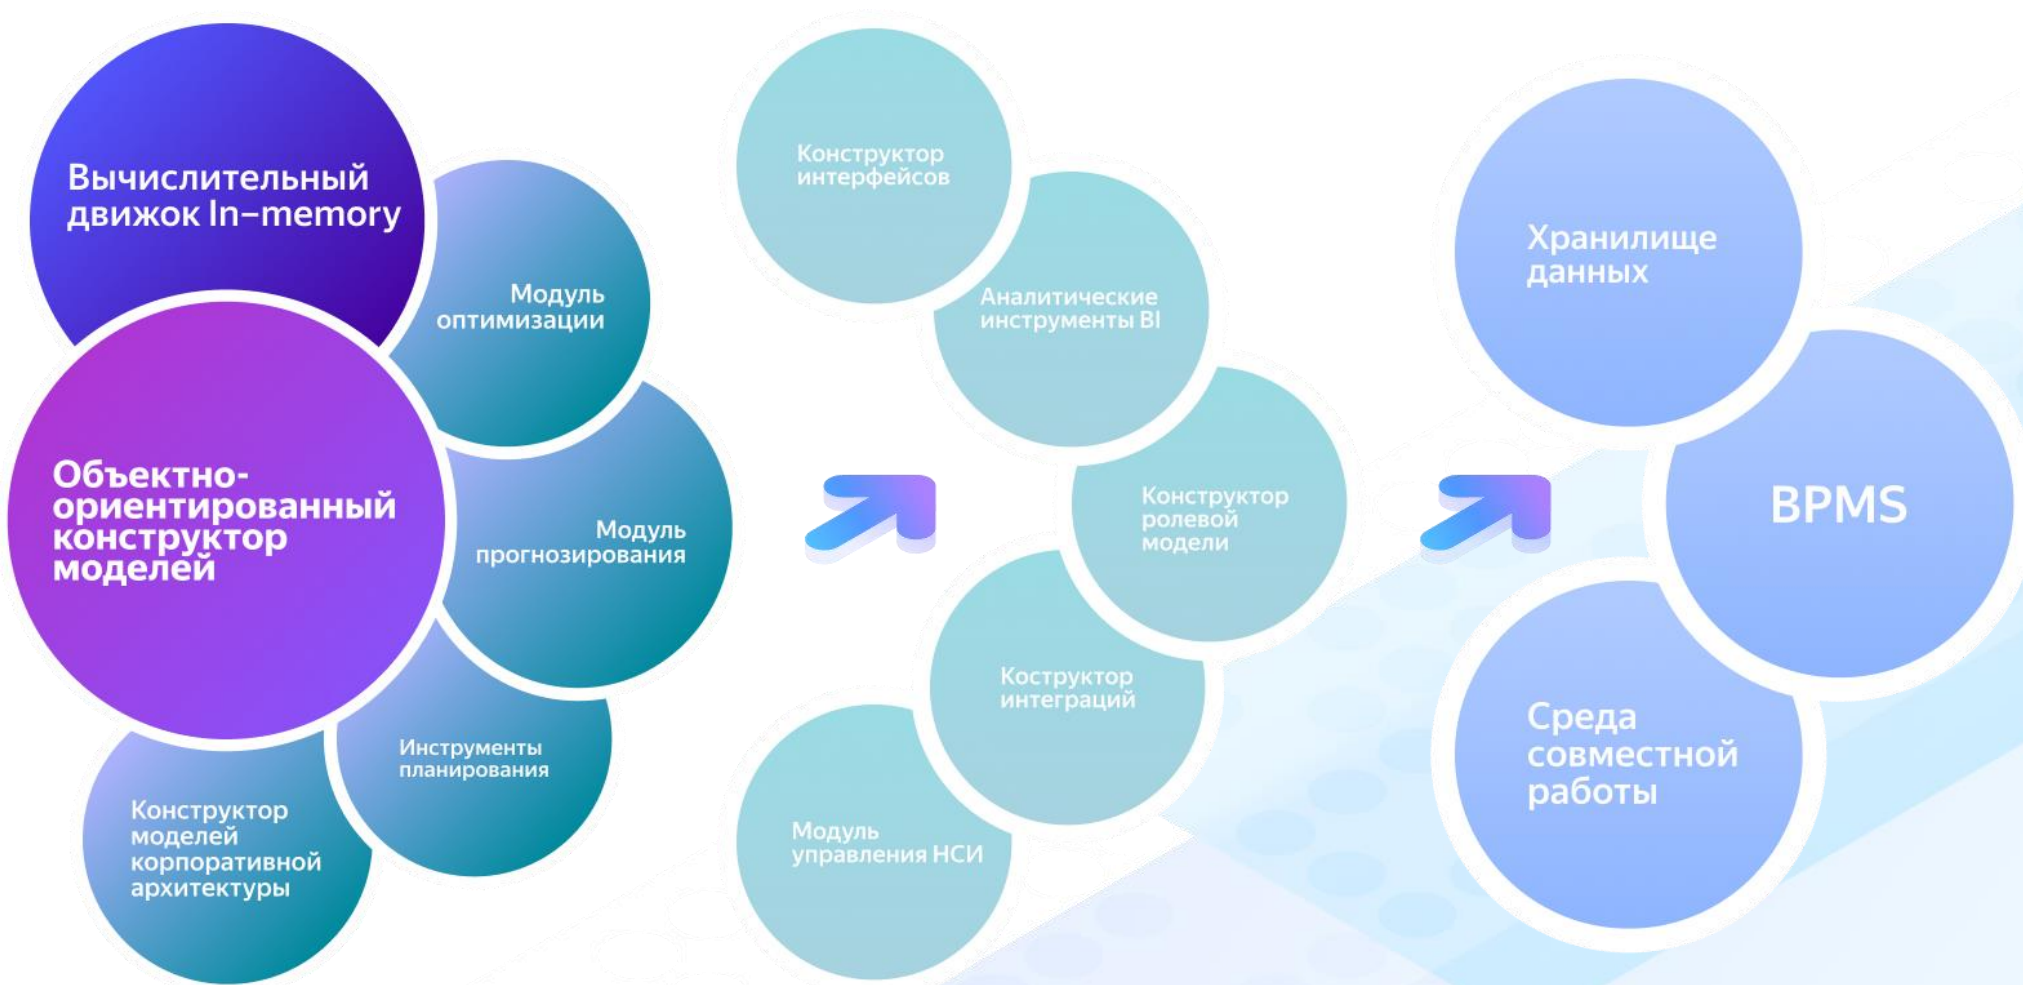 Вычислительный
движок In-memory
Модуль
оптимизации
Объектно-
ориентированный
конструктор
моделей
Модуль
прогнозирования
Инструменты
планирования
Конструктор
моделей
корпоративной
архитектуры
Конструктор
интерфейсов
Аналитические
инструменты BI
Конструктор
ролевой
модели
Коструктор
интеграций
Модуль
управления НСИ
Хранилище
данных
BPMS
Среда
совместной
работы